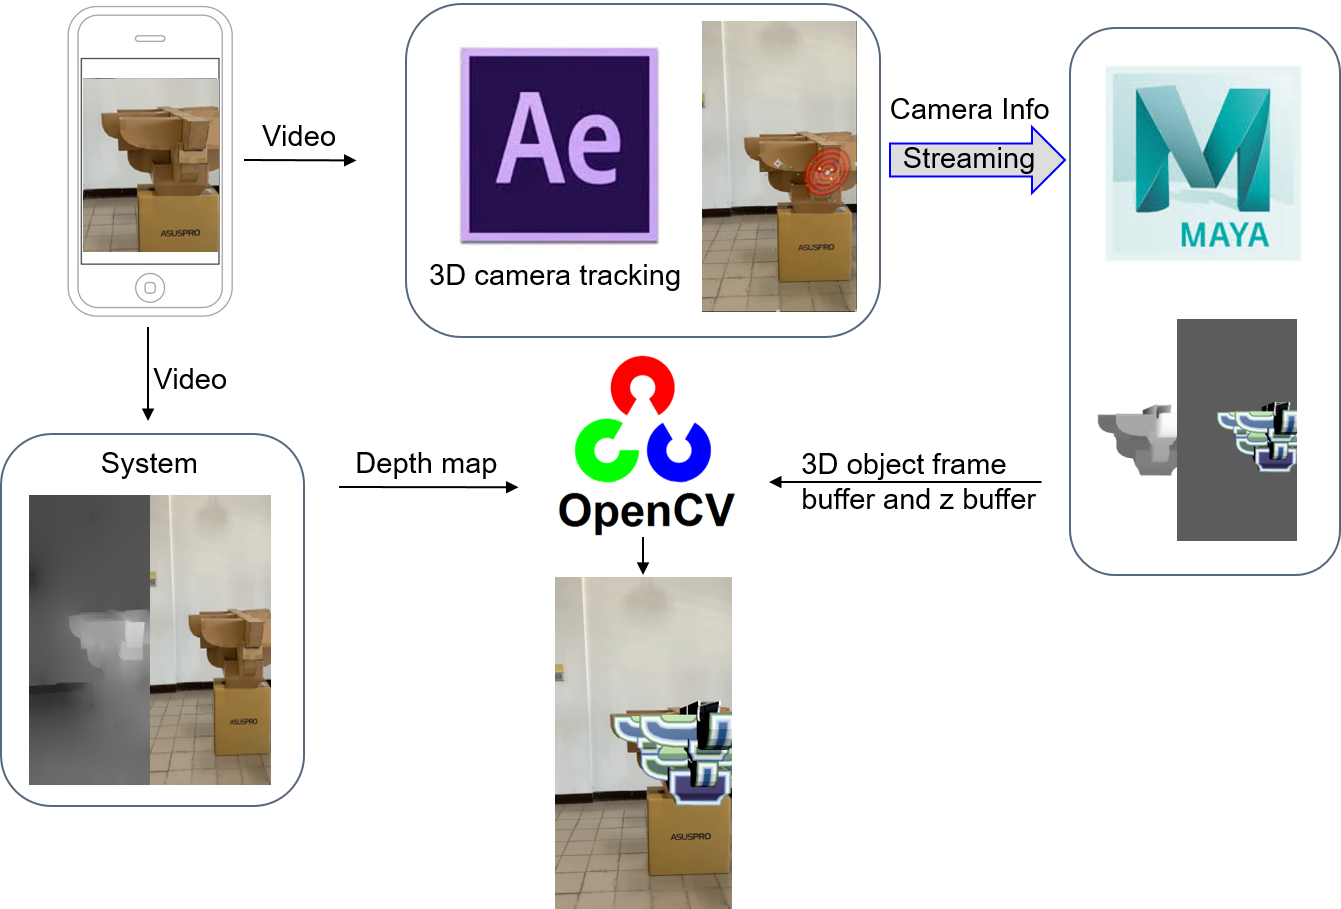 ASUSPRO
Video
Ae
3D camera tracking
ASUSPRO
Camera Info
Streaming
MAYA
Video
System
ASUSPRO
Depth map
OpenCV
3D object frame
buffer and z buffer
ASUSPRO